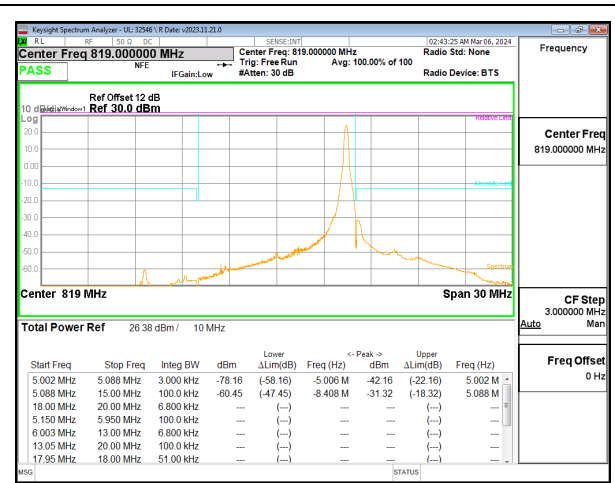 Keysight Spectrum Analyzer - UL: 32546 \ R Date: v2023.11.21.0
RL RF 50 Ω DC SENSE:INT 02:43:25 AM Mar 06, 2024
Center Freq 819.000000 MHz
Center Freq: 819.000000 MHz
Radio Std: None
NFE
Trig: Free Run Avg: 100.00% of 100
PASS
IFGain:Low
#Atten: 30 dB
Radio Device: BTS
Ref Offset 12 dB
10 dB/div
Ref 30.0 dBm
Log
Relative Limit
20.0
10.0
0.00
-10.0
Absolute Limit
-20.0
-30.0
-40.0
-50.0
-60.0
Spectrum
Center 819 MHz
Span 30 MHz
Total Power Ref 26.38 dBm / 10 MHz
Lower <- Peak -> Upper
Start Freq Stop Freq Integ BW dBm ΔLim(dB) Freq (Hz) dBm ΔLim(dB) Freq (Hz)
5.002 MHz 5.088 MHz 3.000 kHz -78.16 (-58.16) -5.006 M -42.16 (-22.16) 5.002 M
5.088 MHz 15.00 MHz 100.0 kHz -60.45 (-47.45) -8.408 M -31.32 (-18.32) 5.088 M
18.00 MHz 20.00 MHz 6.800 kHz --- (---) --- --- (---) ---
5.150 MHz 5.950 MHz 100.0 kHz --- (---) --- --- (---) ---
6.003 MHz 13.00 MHz 6.800 kHz --- (---) --- --- (---) ---
13.05 MHz 20.00 MHz 100.0 kHz --- (---) --- --- (---) ---
17.95 MHz 18.00 MHz 51.00 kHz --- (---) --- --- (---) ---
MSG
STATUS
Frequency
Center Freq
819.000000 MHz
CF Step
3.000000 MHz
Auto Man
Freq Offset
0 Hz